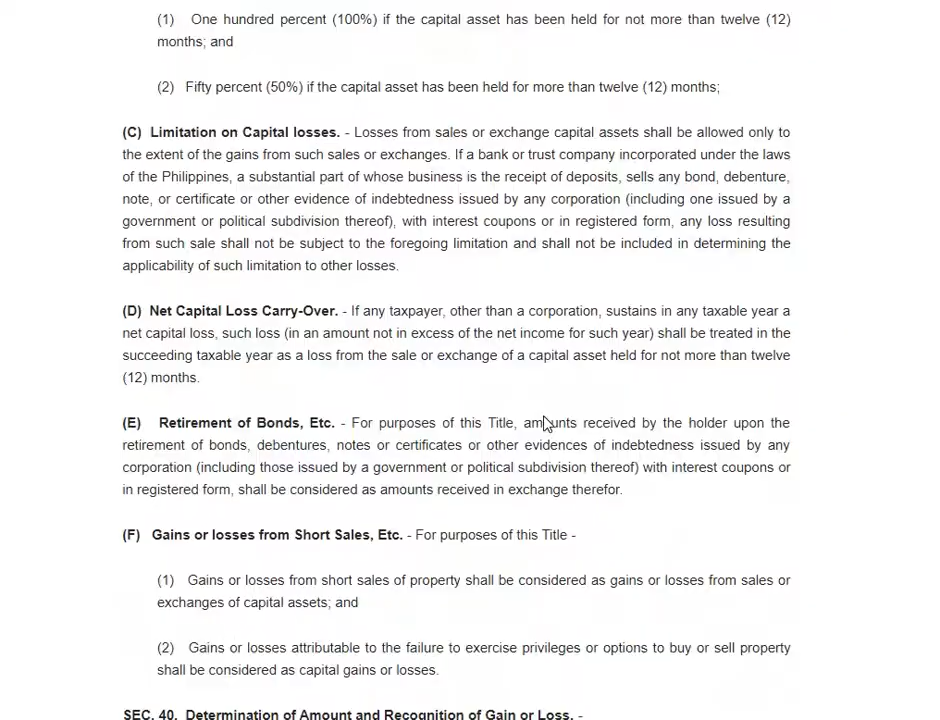 (1) One hundred percent (100%) if the capital asset has been held for not more than twelve (12)
months; and
(2) Fifty percent (50%) if the capital asset has been held for more than twelve (12) months;
(C) Limitation on Capital losses. - Losses from sales or exchange capital assets shall be allowed only to
the extent of the gains from such sales or exchanges. If a bank or trust company incorporated under the laws
of the Philippines, a substantial part of whose business is the receipt of deposits, sells any bond, debenture,
note, or certificate or other evidence of indebtedness issued by any corporation (including one issued by a
government or political subdivision thereof), with interest coupons or in registered form, any loss resulting
from such sale shall not be subject to the foregoing limitation and shall not be included in determining the
applicability of such limitation to other losses.
(D) Net Capital Loss Carry-Over. - If any taxpayer, other than a corporation, sustains in any taxable year a
net capital loss, such loss (in an amount not in excess of the net income for such year) shall be treated in the
succeeding taxable year as a loss from the sale or exchange of a capital asset held for not more than twelve
(12) months.
(E) Retirement of Bonds, Etc. - For purposes of this Title, amounts received by the holder upon the
retirement of bonds, debentures, notes or certificates or other evidences of indebtedness issued by any
corporation (including those issued by a government or political subdivision thereof) with interest coupons or
in registered form, shall be considered as amounts received in exchange therefor.
(F) Gains or losses from Short Sales, Etc. - For purposes of this Title -
(1) Gains or losses from short sales of property shall be considered as gains or losses from sales or
exchanges of capital assets; and
(2) Gains or losses attributable to the failure to exercise privileges or options to buy or sell property
shall be considered as capital gains or losses.
SEC. 40. Determination of Amount and Recognition of Gain or Loss. -